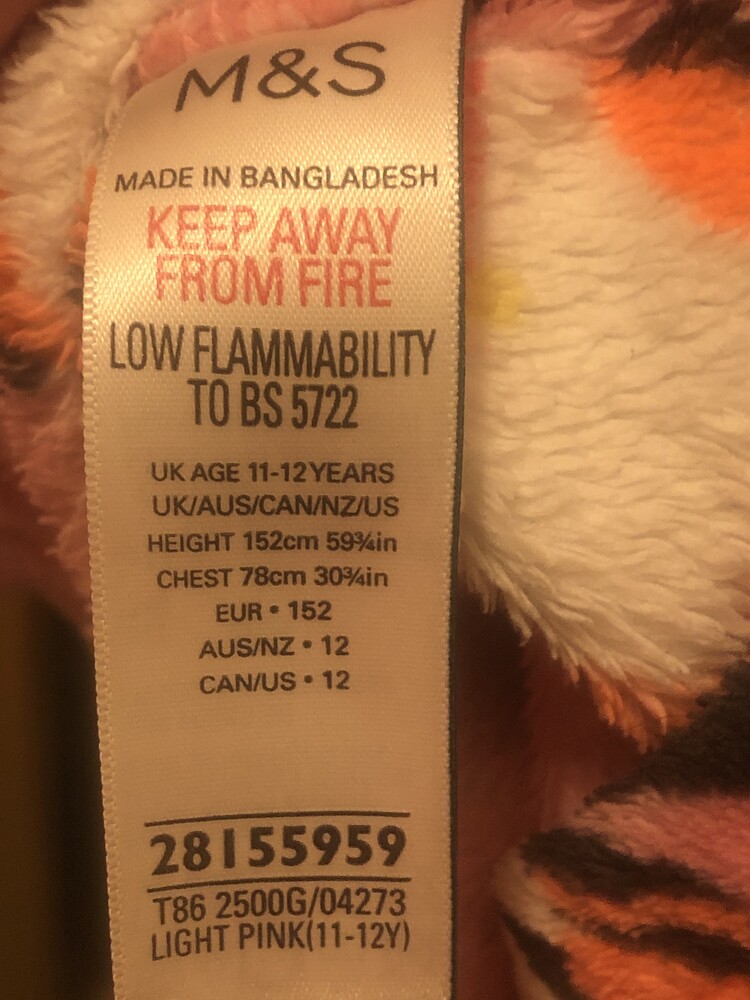 M&S
MADE IN BANGLADESH
KEEP AWAY
FROM FIRE
LOW FLAMMABILITY
TO BS 5722
UK AGE 11-12YEARS
UK/AUS/CAN/NZ/US
HEIGHT 152cm 59¾in
CHEST 78cm 30¾in
EUR • 152
AUS/NZ • 12
CAN/US • 12
28155959
T86 2500G/04273
LIGHT PINK(11-12Y)